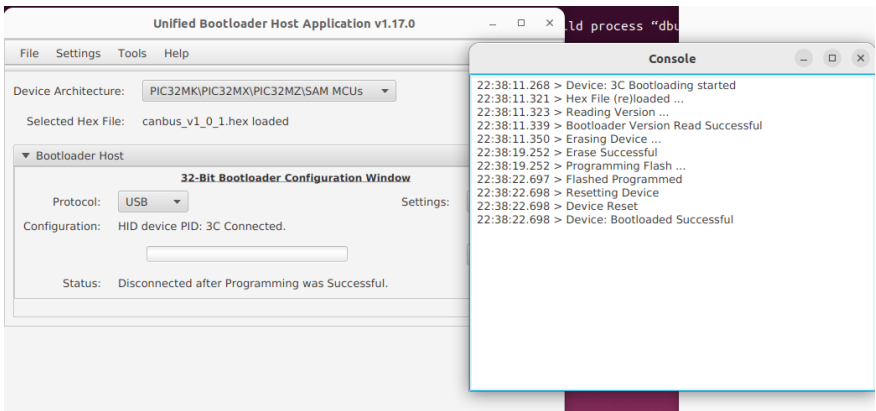 Unified Bootloader Host Application v1.17.0
ld process “dbu
File Settings Tools Help
Device Architecture: PIC32MK\PIC32MX\PIC32MZ\SAM MCUs
Selected Hex File: canbus_v1_0_1.hex loaded
Bootloader Host
32-Bit Bootloader Configuration Window
Protocol: USB Settings:
Configuration: HID device PID: 3C Connected.
Status: Disconnected after Programming was Successful.
Console
22:38:11.268 > Device: 3C Bootloading started
22:38:11.321 > Hex File (re)loaded ...
22:38:11.323 > Reading Version ...
22:38:11.339 > Bootloader Version Read Successful
22:38:11.350 > Erasing Device ...
22:38:19.252 > Erase Successful
22:38:19.252 > Programming Flash ...
22:38:22.697 > Flashed Programmed
22:38:22.698 > Resetting Device
22:38:22.698 > Device Reset
22:38:22.698 > Device: Bootloaded Successful